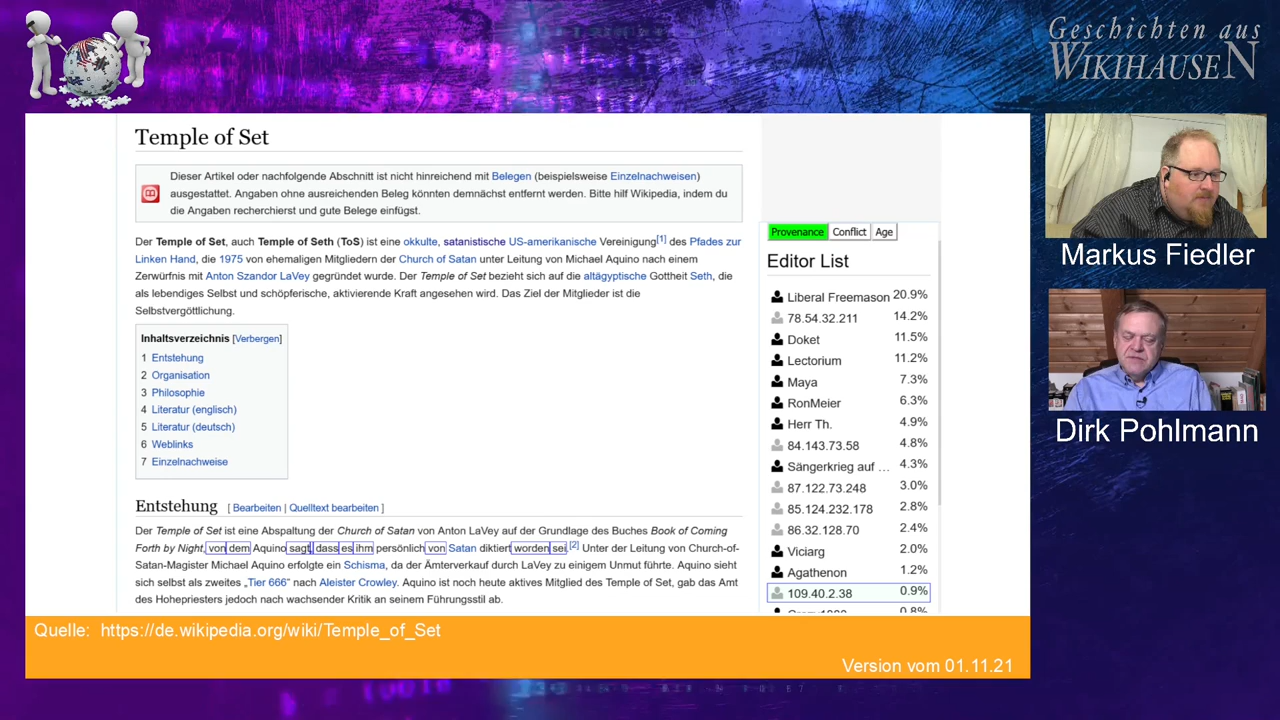 Geschichten aus
WIKIHAUSEN
Temple of Set
Dieser Artikel oder nachfolgende Abschnitt ist nicht hinreichend mit Belegen (beispielsweise Einzelnachweisen)
ausgestattet. Angaben ohne ausreichenden Beleg könnten demnächst entfernt werden. Bitte hilf Wikipedia, indem du
die Angaben recherchierst und gute Belege einfügst.
Der Temple of Set, auch Temple of Seth (ToS) ist eine okkulte, satanistische US-amerikanische Vereinigung[1] des Pfades zur
Linken Hand, die 1975 von ehemaligen Mitgliedern der Church of Satan unter Leitung von Michael Aquino nach einem
Zerwürfnis mit Anton Szandor LaVey gegründet wurde. Der Temple of Set bezieht sich auf die altägyptische Gottheit Seth, die
als lebendiges Selbst und schöpferische, aktivierende Kraft angesehen wird. Das Ziel der Mitglieder ist die
Selbstvergöttlichung.
Inhaltsverzeichnis [Verbergen]
1 Entstehung
2 Organisation
3 Philosophie
4 Literatur (englisch)
5 Literatur (deutsch)
6 Weblinks
7 Einzelnachweise
Entstehung [ Bearbeiten | Quelltext bearbeiten ]
Der Temple of Set ist eine Abspaltung der Church of Satan von Anton LaVey auf der Grundlage des Buches Book of Coming
Forth by Night, von dem Aquino sagt, dass es ihm persönlich von Satan diktiert worden sei.[2] Unter der Leitung von Church-of-
Satan-Magister Michael Aquino erfolgte ein Schisma, da der Ämterverkauf durch LaVey zu einigem Unmut führte. Aquino sieht
sich selbst als zweites „Tier 666" nach Aleister Crowley. Aquino ist noch heute aktives Mitglied des Temple of Set, gab das Amt
des Hohepriesters jedoch nach wachsender Kritik an seinem Führungsstil ab.
Provenance Conflict Age
Editor List
Liberal Freemason 20.9%
78.54.32.211 14.2%
Doket 11.5%
Lectorium 11.2%
Maya 7.3%
RonMeier 6.3%
Herr Th. 4.9%
84.143.73.58 4.8%
Sängerkrieg auf ... 4.3%
87.122.73.248 3.0%
85.124.232.178 2.8%
86.32.128.70 2.4%
Viciarg 2.0%
Agathenon 1.2%
109.40.2.38 0.9%
0.8%
Markus Fiedler
Dirk Pohlmann
Quelle: https://de.wikipedia.org/wiki/Temple_of_Set
Version vom 01.11.21